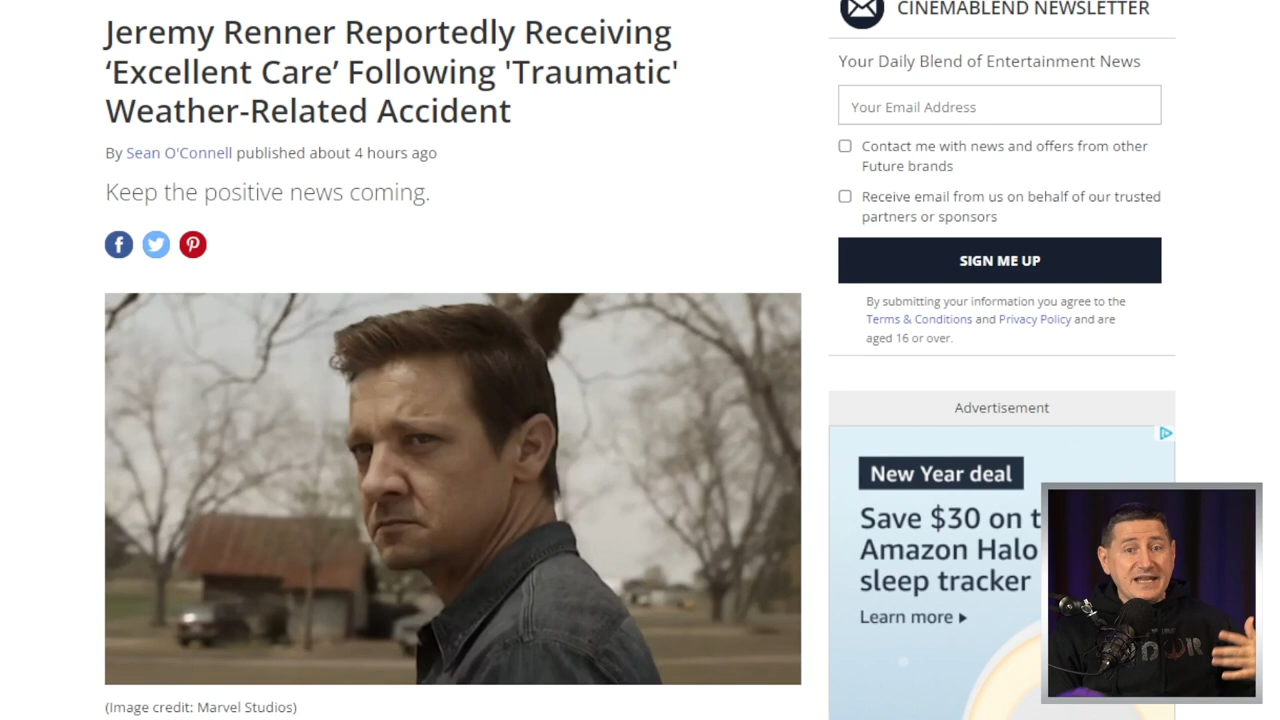 Jeremy Renner Reportedly Receiving
‘Excellent Care’ Following 'Traumatic'
Weather-Related Accident
By Sean O'Connell published about 4 hours ago
Keep the positive news coming.
(Image credit: Marvel Studios)
CINEMABLEND NEWSLETTER
Your Daily Blend of Entertainment News
Your Email Address
Contact me with news and offers from other
Future brands
Receive email from us on behalf of our trusted
partners or sponsors
SIGN ME UP
By submitting your information you agree to the
Terms & Conditions and Privacy Policy and are
aged 16 or over.
Advertisement
New Year deal
Save $30 on t
Amazon Halo
sleep tracker
Learn more